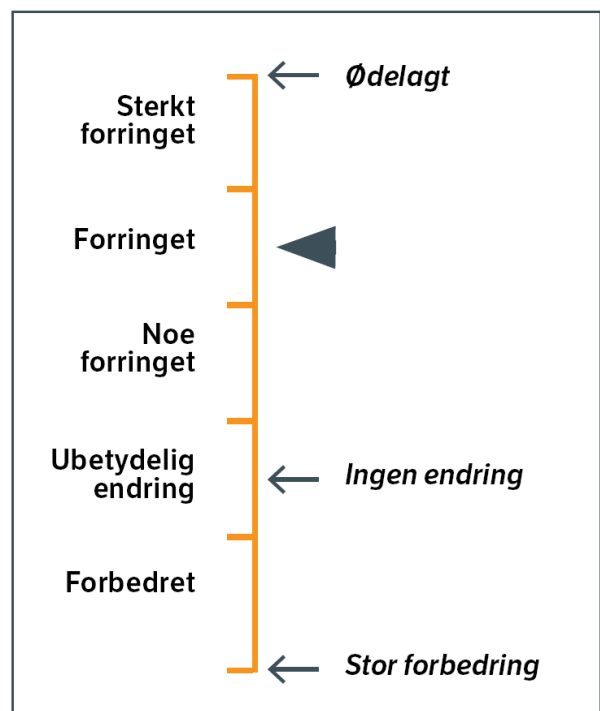 Ødelagt
Sterkt
forringet
Forringet
Noe
forringet
Ubetydelig
endring
Ingen endring
Forbedret
Stor forbedring